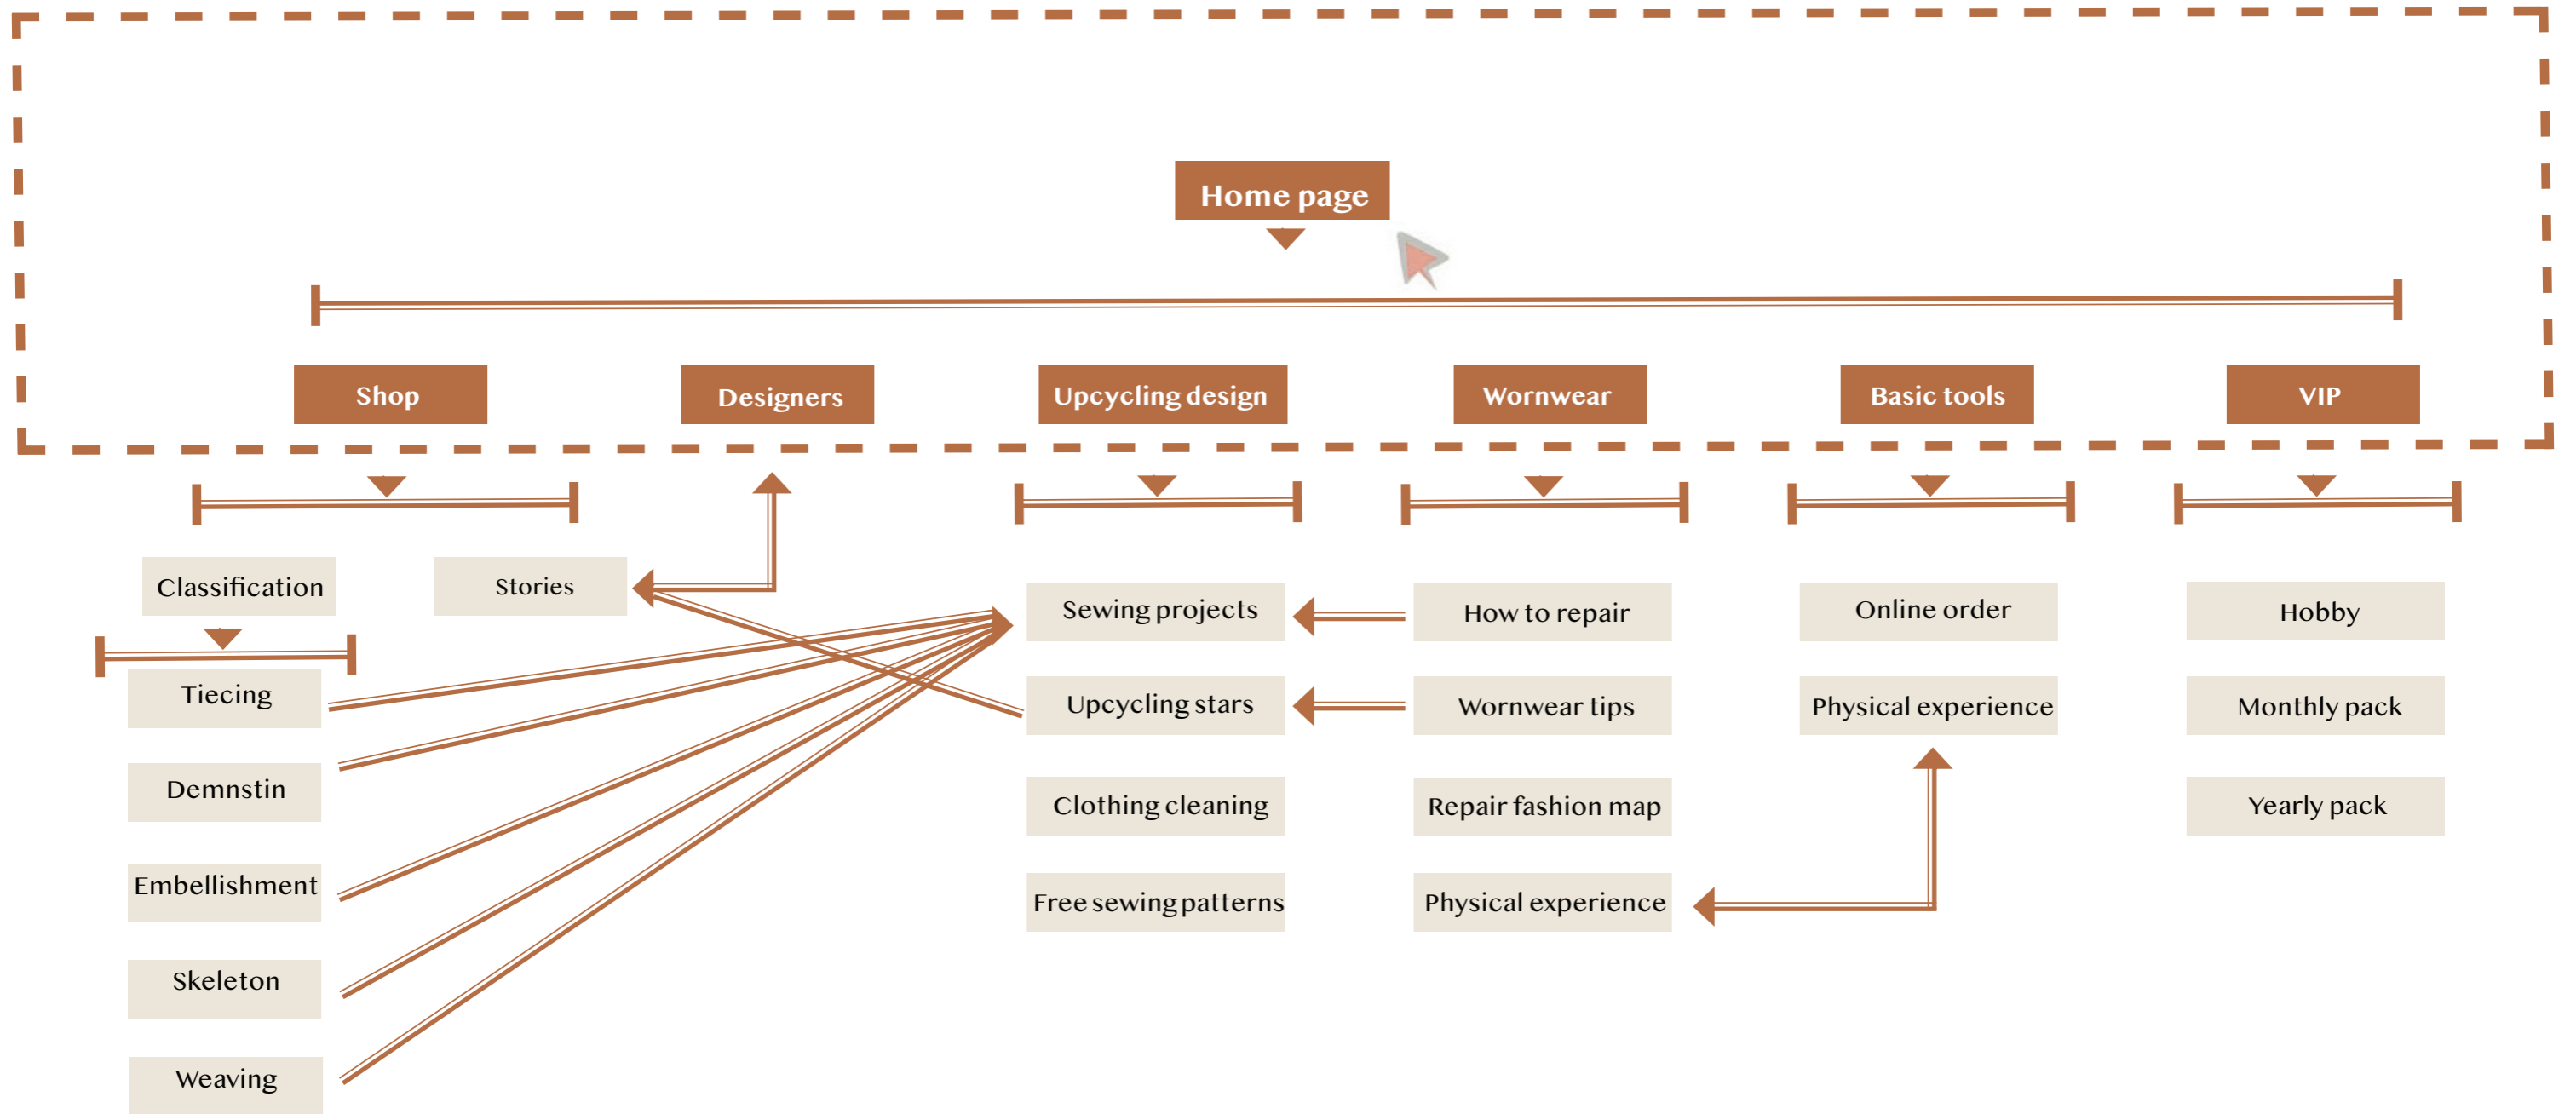 Home page
Shop
Designers
Upcycling design
Wornwear
Basic tools
VIP
Classification
Stories
Tiecing
Demnstin
Embellishment
Skeleton
Weaving
Sewing projects
Upcycling stars
Clothing cleaning
Free sewing patterns
How to repair
Wornwear tips
Repair fashion map
Physical experience
Online order
Physical experience
Hobby
Monthly pack
Yearly pack